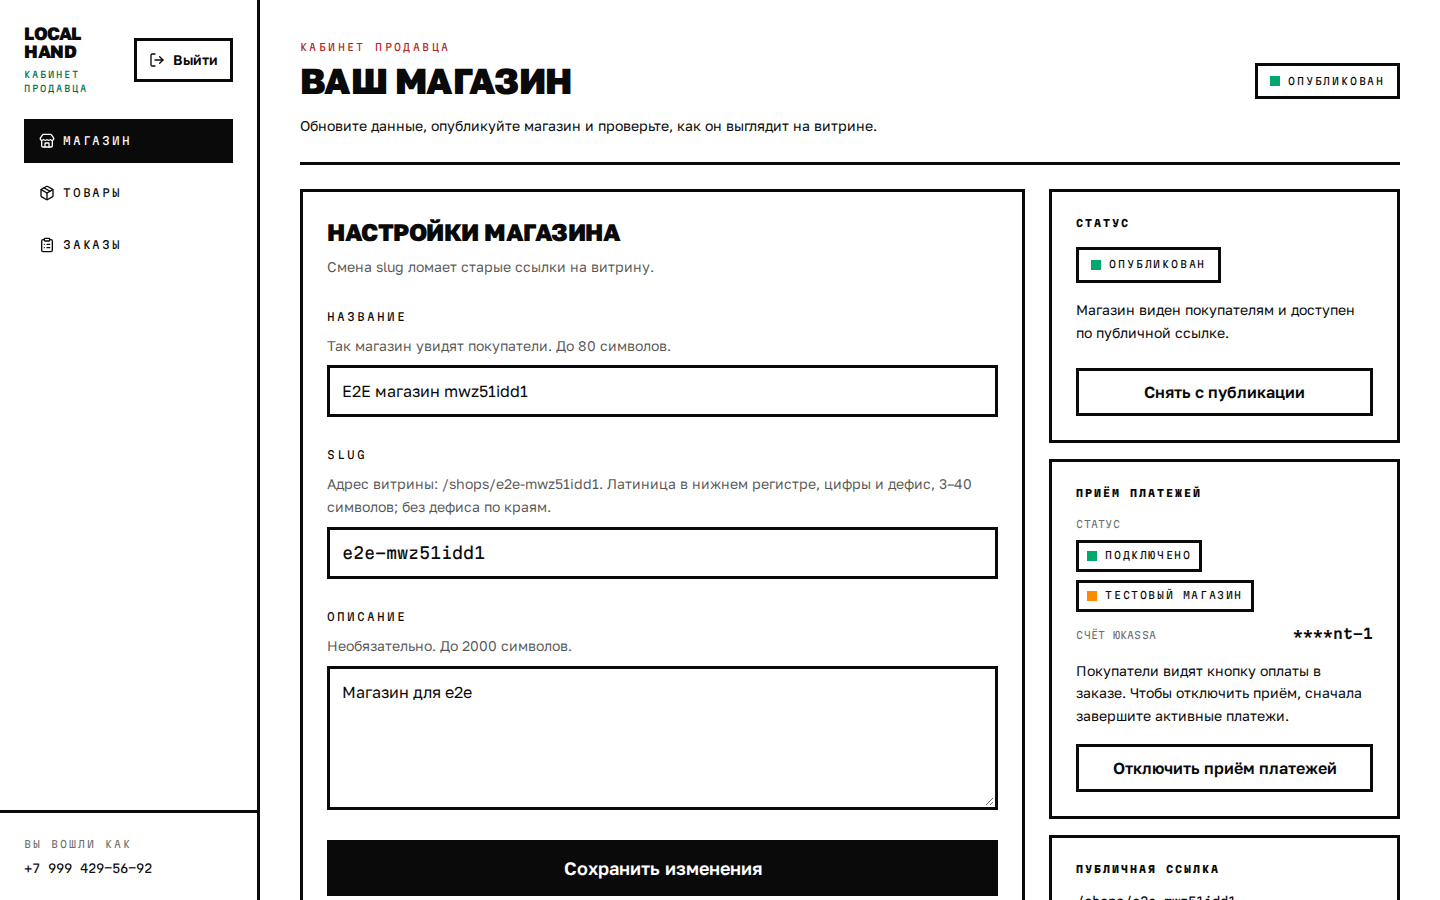 LOCAL
HAND
КАБИНЕТ
ПРОДАВЦА
Выйти
МАГАЗИН
ТОВАРЫ
ЗАКАЗЫ
ВЫ ВОШЛИ КАК
+7 999 429-56-92
КАБИНЕТ ПРОДАВЦА
ВАШ МАГАЗИН
Обновите данные, опубликуйте магазин и проверьте, как он выглядит на витрине.
ОПУБЛИКОВАН
НАСТРОЙКИ МАГАЗИНА
Смена slug ломает старые ссылки на витрину.
НАЗВАНИЕ
Так магазин увидят покупатели. До 80 символов.
E2E магазин mwz51idd1
SLUG
Адрес витрины: /shops/e2e-mwz51idd1. Латиница в нижнем регистре, цифры и дефис, 3–40
символов; без дефиса по краям.
e2e-mwz51idd1
ОПИСАНИЕ
Необязательно. До 2000 символов.
Магазин для e2e
Сохранить изменения
СТАТУС
ОПУБЛИКОВАН
Магазин виден покупателям и доступен
по публичной ссылке.
Снять с публикации
ПРИЁМ ПЛАТЕЖЕЙ
СТАТУС
ПОДКЛЮЧЕНО
ТЕСТОВЫЙ МАГАЗИН
СЧЁТ ЮКАССА ****nt-1
Покупатели видят кнопку оплаты в
заказе. Чтобы отключить приём, сначала
завершите активные платежи.
Отключить приём платежей
ПУБЛИЧНАЯ ССЫЛКА
/shops/e2e-mwz51idd1